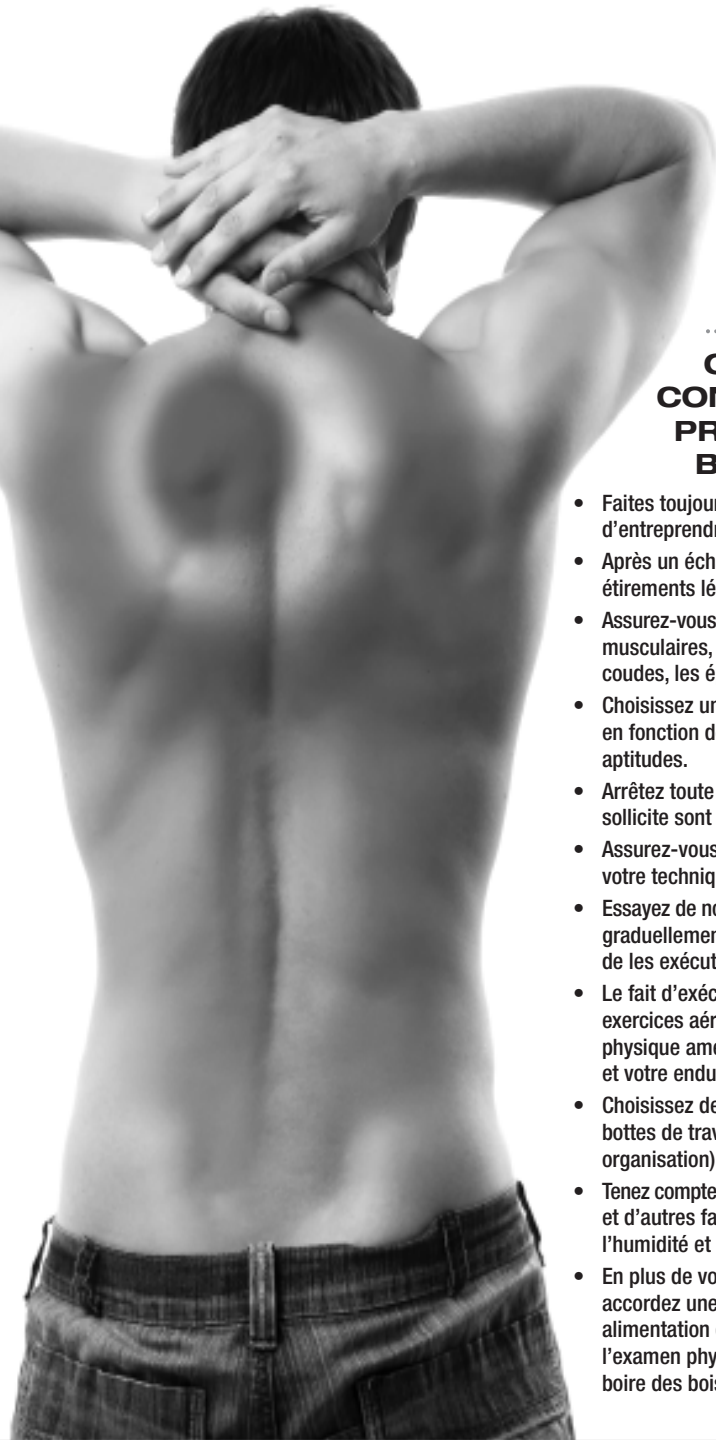 CON
PR
B
• Faites toujour
d’entreprendr
• Après un éch
étirements lé
• Assurez-vous
musculaires,
coudes, les é
• Choisissez un
en fonction d
aptitudes.
• Arrêtez toute
sollicite sont
• Assurez-vous
votre techniq
• Essayez de no
graduellemen
de les exécut
• Le fait d’exéc
exercices aér
physique amé
et votre endu
• Choisissez de
bottes de trav
organisation)
• Tenez compte
et d’autres fa
l’humidité et
• En plus de vo
accordez une
alimentation
l’examen phy
boire des bois